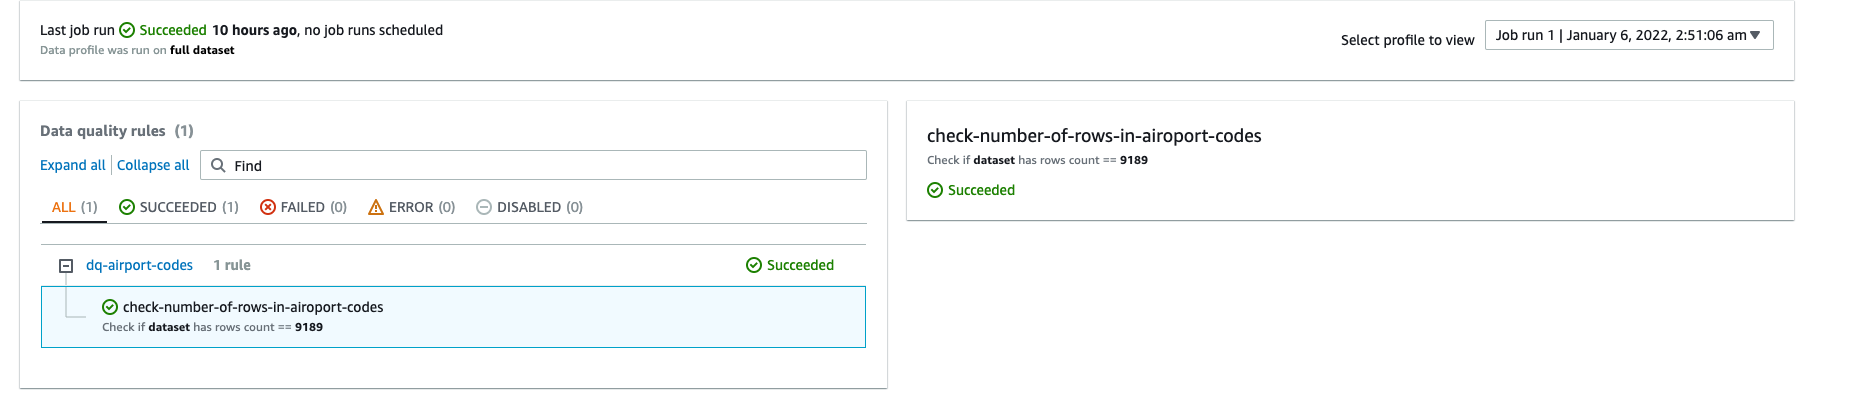 Last job run Succeeded 10 hours ago, no job runs scheduled
Data profile was run on full dataset
Select profile to view
Job run 1 | January 6, 2022, 2:51:06 am
Data quality rules (1)
Expand all Collapse all Find
ALL (1) SUCCEEDED (1) FAILED (0) ERROR (0) DISABLED (0)
dq-airport-codes 1 rule Succeeded
check-number-of-rows-in-airoport-codes
Check if dataset has rows count == 9189
check-number-of-rows-in-airoport-codes
Check if dataset has rows count == 9189
Succeeded